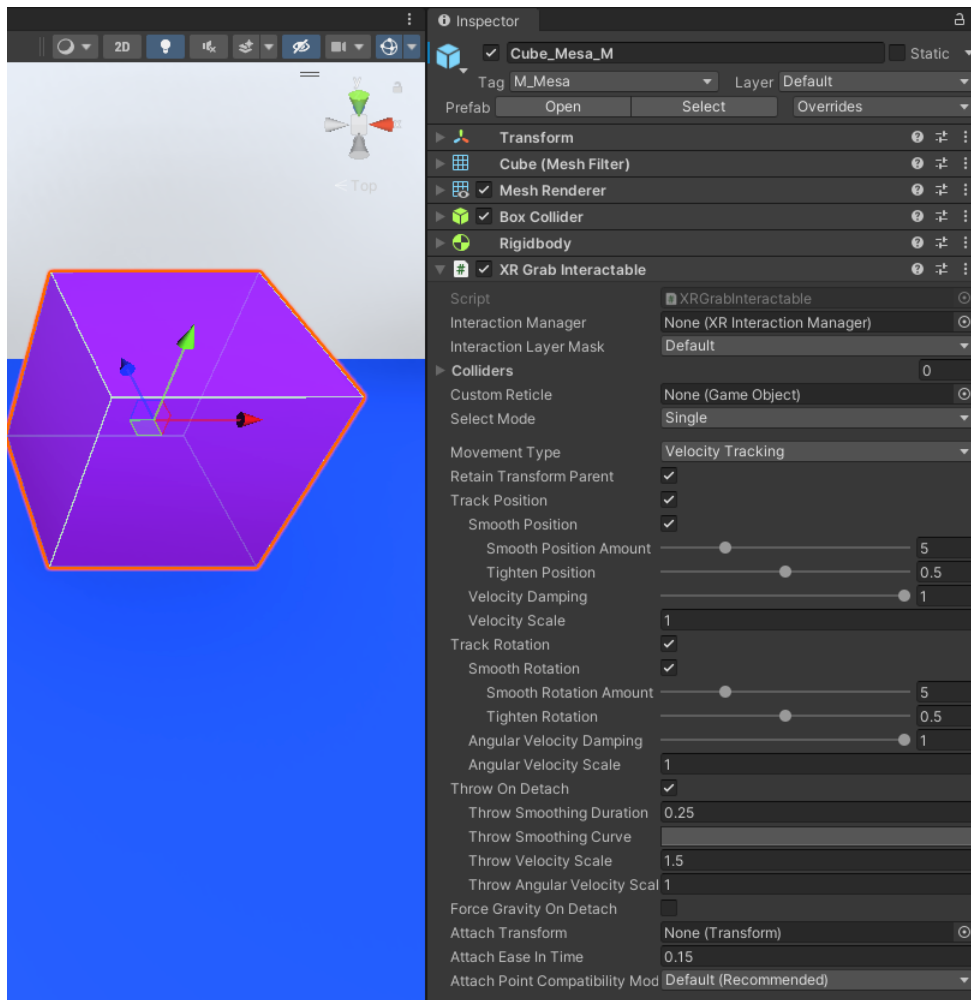 Inspector
2D
Cube_Mesa_M
Static
Tag M_Mesa Layer Default
Prefab Open Select Overrides
Transform
Cube (Mesh Filter)
Mesh Renderer
Box Collider
Rigidbody
XR Grab Interactable
Script XRGrabInteractable
Interaction Manager None (XR Interaction Manager)
Interaction Layer Mask Default
Colliders 0
Custom Reticle None (Game Object)
Select Mode Single
Movement Type Velocity Tracking
Retain Transform Parent
Track Position
Smooth Position
Smooth Position Amount 5
Tighten Position 0.5
Velocity Damping 1
Velocity Scale 1
Track Rotation
Smooth Rotation
Smooth Rotation Amount 5
Tighten Rotation 0.5
Angular Velocity Damping 1
Angular Velocity Scale 1
Throw On Detach
Throw Smoothing Duration 0.25
Throw Smoothing Curve
Throw Velocity Scale 1.5
Throw Angular Velocity Scal 1
Force Gravity On Detach
Attach Transform None (Transform)
Attach Ease In Time 0.15
Attach Point Compatibility Mod Default (Recommended)
y
Top